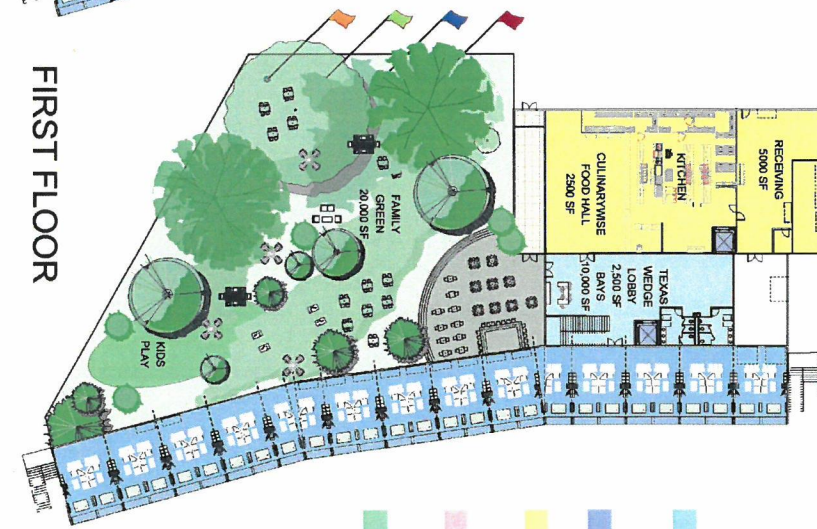 FIRST FLOOR
FAMILY
GREEN
20,000 SF
KIDS
PLAY
CULINARYWISE
FOOD HALL
2500 SF
KITCHEN
RECEIVING
5000 SF
TEXAS
WEDGE
LOBBY
2,500 SF
BAYS
10,000 SF